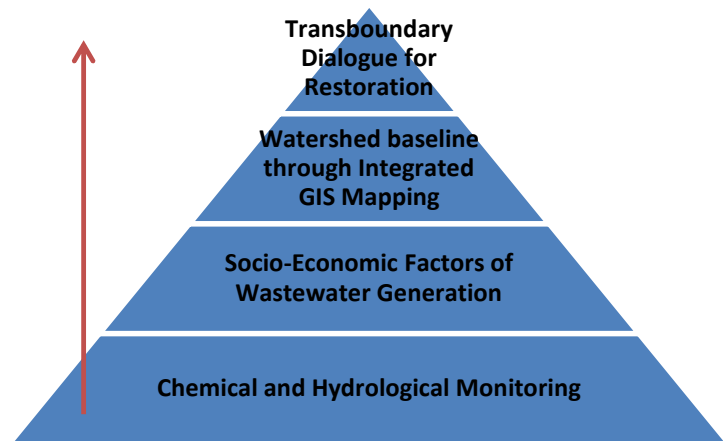 Transboundary
Dialogue for
Restoration
Watershed baseline
through Integrated
GIS Mapping
Socio-Economic Factors of
Wastewater Generation
Chemical and Hydrological Monitoring